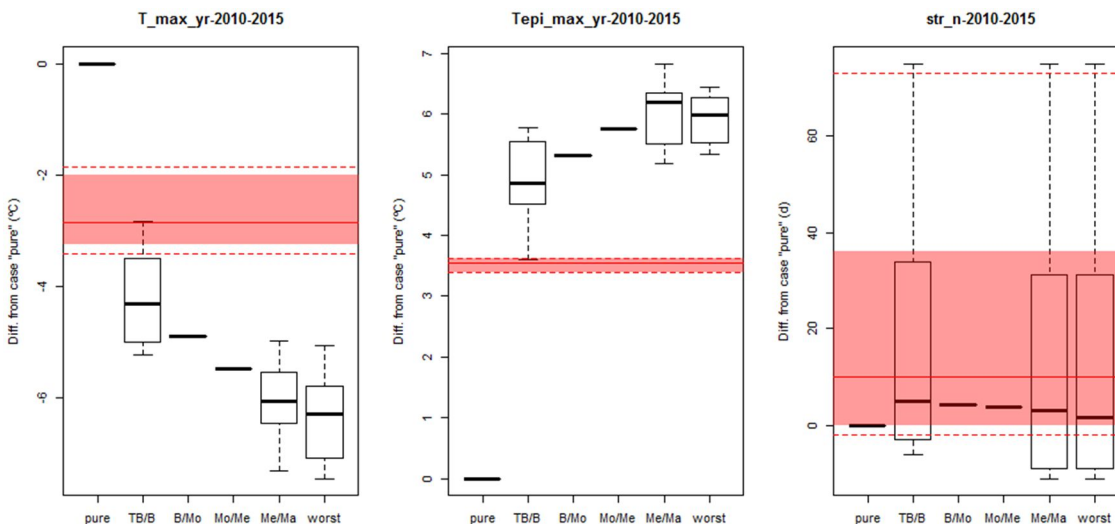 T_max_yr-2010-2015
Diff. from case "pure" (ºC)
0
-2
-4
-6
pure TB/B B/Mo Mo/Me Me/Ma worst
Tepi_max_yr-2010-2015
Diff. from case "pure" (ºC)
7
6
5
4
3
2
1
0
pure TB/B B/Mo Mo/Me Me/Ma worst
str_n-2010-2015
Diff. from case "pure" (d)
60
40
20
0
pure TB/B B/Mo Mo/Me Me/Ma worst